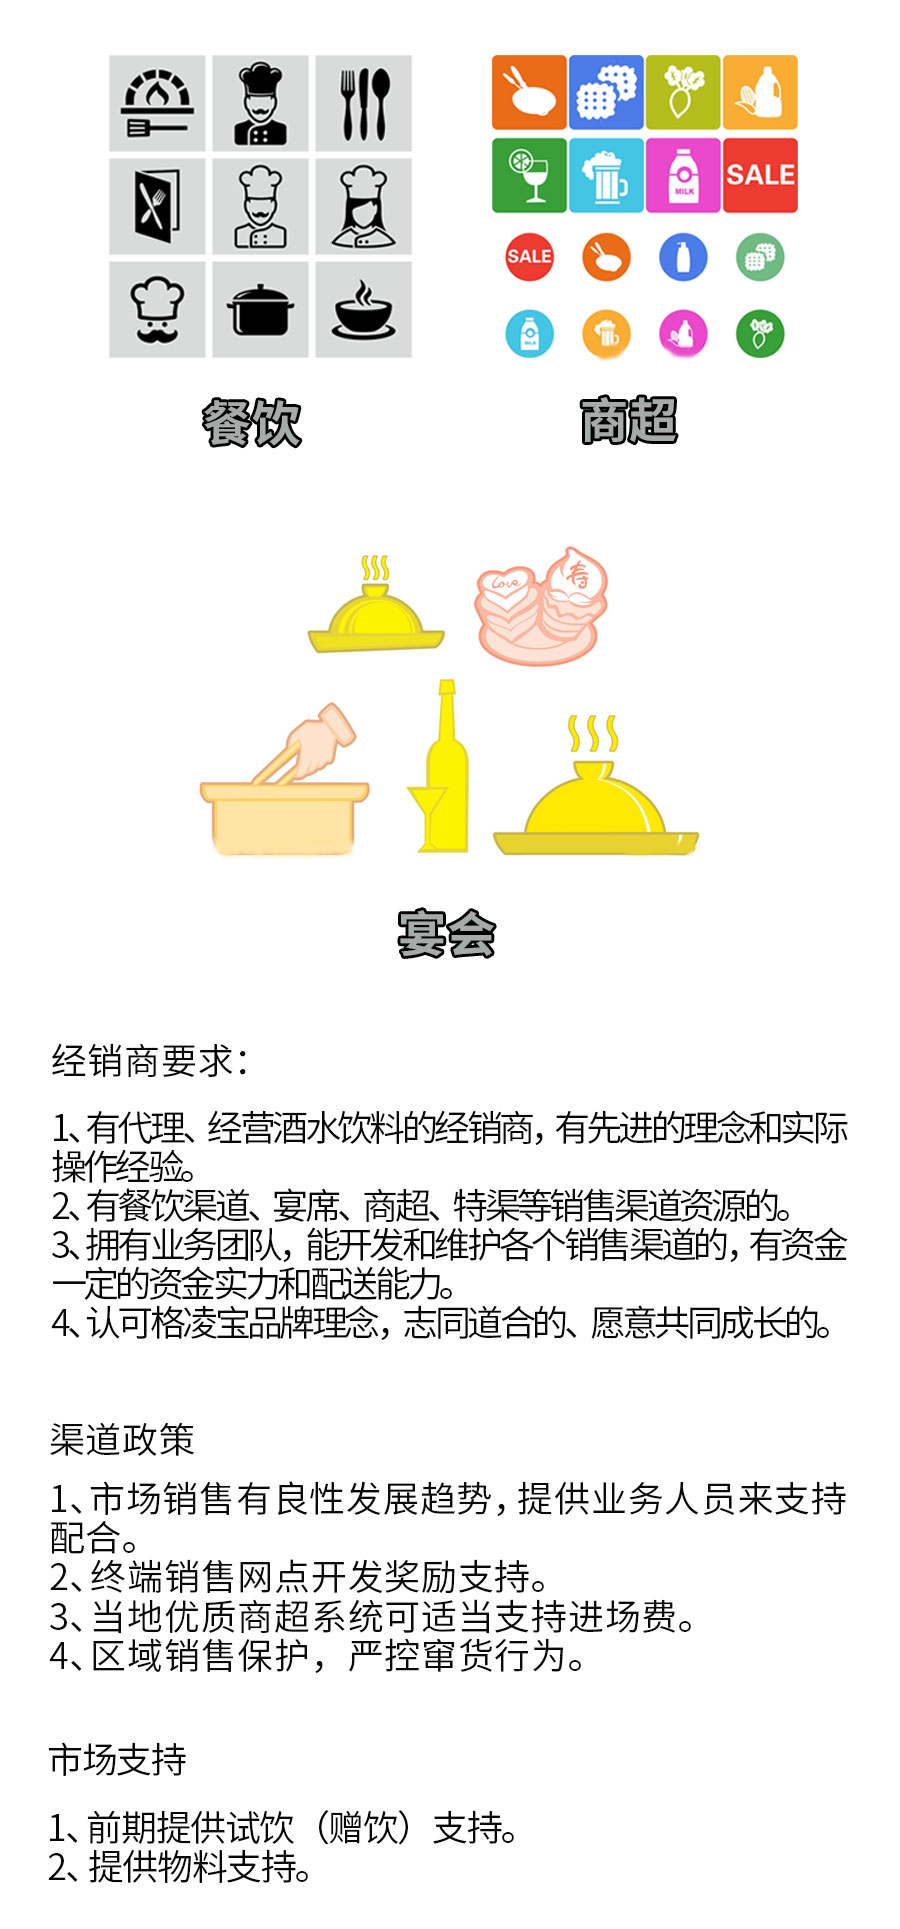 MILK
SALE
SALE
MILK
餐饮
商超
Love
寿
宴会
经销商要求：
1、有代理、经营酒水饮料的经销商，有先进的理念和实际
操作经验。
2、有餐饮渠道、宴席、商超、特渠等销售渠道资源的。
3、拥有业务团队，能开发和维护各个销售渠道的，有资金
一定的资金实力和配送能力。
4、认可格凌宝品牌理念，志同道合的、愿意共同成长的。
渠道政策
1、市场销售有良性发展趋势，提供业务人员来支持
配合。
2、终端销售网点开发奖励支持。
3、当地优质商超系统可适当支持进场费。
4、区域销售保护，严控窜货行为。
市场支持
1、前期提供试饮（赠饮）支持。
2、提供物料支持。